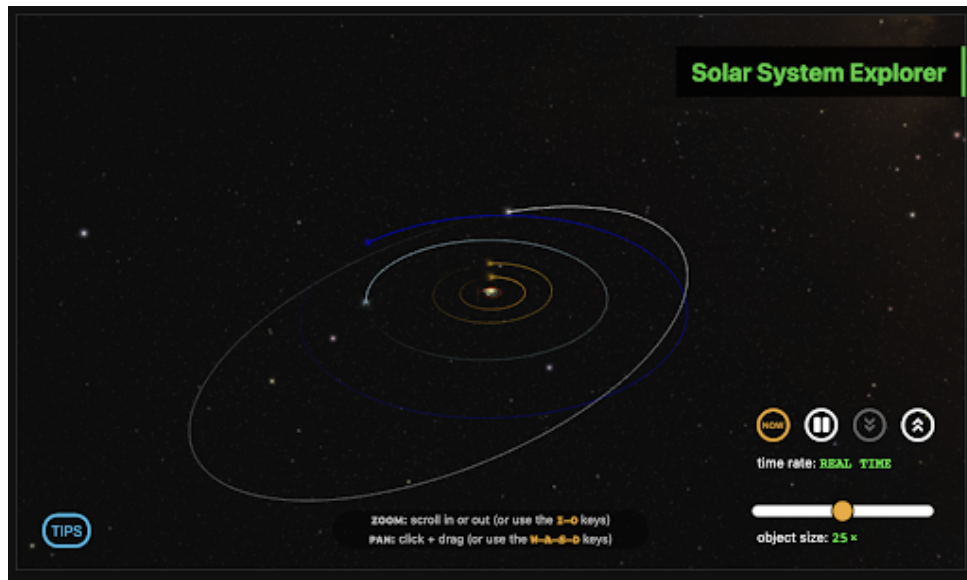 Solar System Explorer
NOW
time rate: REAL TIME
TIPS
ZOOM: scroll in or out (or use the I-O keys)
PAN: click + drag (or use the W-A-S-D keys)
object size: 25×